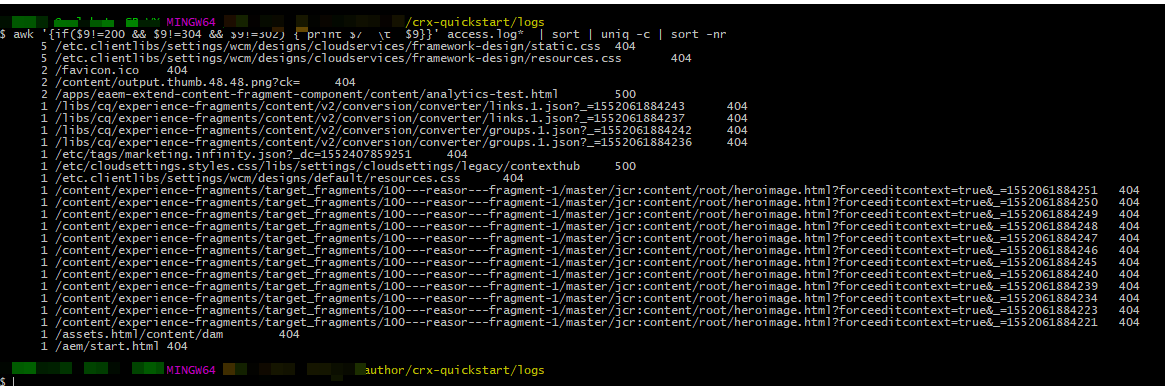 MINGW64 /crx-quickstart/logs
$ awk '{if($9!=200 && $9!=304 && $9!=302) { print $7 "\t" $9}}' access.log* | sort | uniq -c | sort -nr
5 /etc.clientlibs/settings/wcm/designs/cloudservices/framework-design/static.css 404
5 /etc.clientlibs/settings/wcm/designs/cloudservices/framework-design/resources.css 404
2 /favicon.ico 404
2 /content/output.thumb.48.48.png?ck= 404
2 /apps/eaem-extend-content-fragment-component/content/analytics-test.html 500
1 /libs/cq/experience-fragments/content/v2/conversion/converter/links.1.json?_=1552061884243 404
1 /libs/cq/experience-fragments/content/v2/conversion/converter/links.1.json?_=1552061884237 404
1 /libs/cq/experience-fragments/content/v2/conversion/converter/groups.1.json?_=1552061884242 404
1 /libs/cq/experience-fragments/content/v2/conversion/converter/groups.1.json?_=1552061884236 404
1 /etc/tags/marketing.infinity.json?_dc=1552407859251 404
1 /etc/cloudsettings.styles.css/libs/settings/cloudsettings/legacy/contexthub 500
1 /etc.clientlibs/settings/wcm/designs/default/resources.css 404
1 /content/experience-fragments/target_fragments/100---reasor---fragment-1/master/jcr:content/root/heroimage.html?forceeditcontext=true&_=1552061884251 404
1 /content/experience-fragments/target_fragments/100---reasor---fragment-1/master/jcr:content/root/heroimage.html?forceeditcontext=true&_=1552061884250 404
1 /content/experience-fragments/target_fragments/100---reasor---fragment-1/master/jcr:content/root/heroimage.html?forceeditcontext=true&_=1552061884249 404
1 /content/experience-fragments/target_fragments/100---reasor---fragment-1/master/jcr:content/root/heroimage.html?forceeditcontext=true&_=1552061884248 404
1 /content/experience-fragments/target_fragments/100---reasor---fragment-1/master/jcr:content/root/heroimage.html?forceeditcontext=true&_=1552061884247 404
1 /content/experience-fragments/target_fragments/100---reasor---fragment-1/master/jcr:content/root/heroimage.html?forceeditcontext=true&_=1552061884246 404
1 /content/experience-fragments/target_fragments/100---reasor---fragment-1/master/jcr:content/root/heroimage.html?forceeditcontext=true&_=1552061884245 404
1 /content/experience-fragments/target_fragments/100---reasor---fragment-1/master/jcr:content/root/heroimage.html?forceeditcontext=true&_=1552061884240 404
1 /content/experience-fragments/target_fragments/100---reasor---fragment-1/master/jcr:content/root/heroimage.html?forceeditcontext=true&_=1552061884239 404
1 /content/experience-fragments/target_fragments/100---reasor---fragment-1/master/jcr:content/root/heroimage.html?forceeditcontext=true&_=1552061884234 404
1 /content/experience-fragments/target_fragments/100---reasor---fragment-1/master/jcr:content/root/heroimage.html?forceeditcontext=true&_=1552061884223 404
1 /content/experience-fragments/target_fragments/100---reasor---fragment-1/master/jcr:content/root/heroimage.html?forceeditcontext=true&_=1552061884221 404
1 /assets.html/content/dam 404
1 /aem/start.html 404
MINGW64 author/crx-quickstart/logs
$